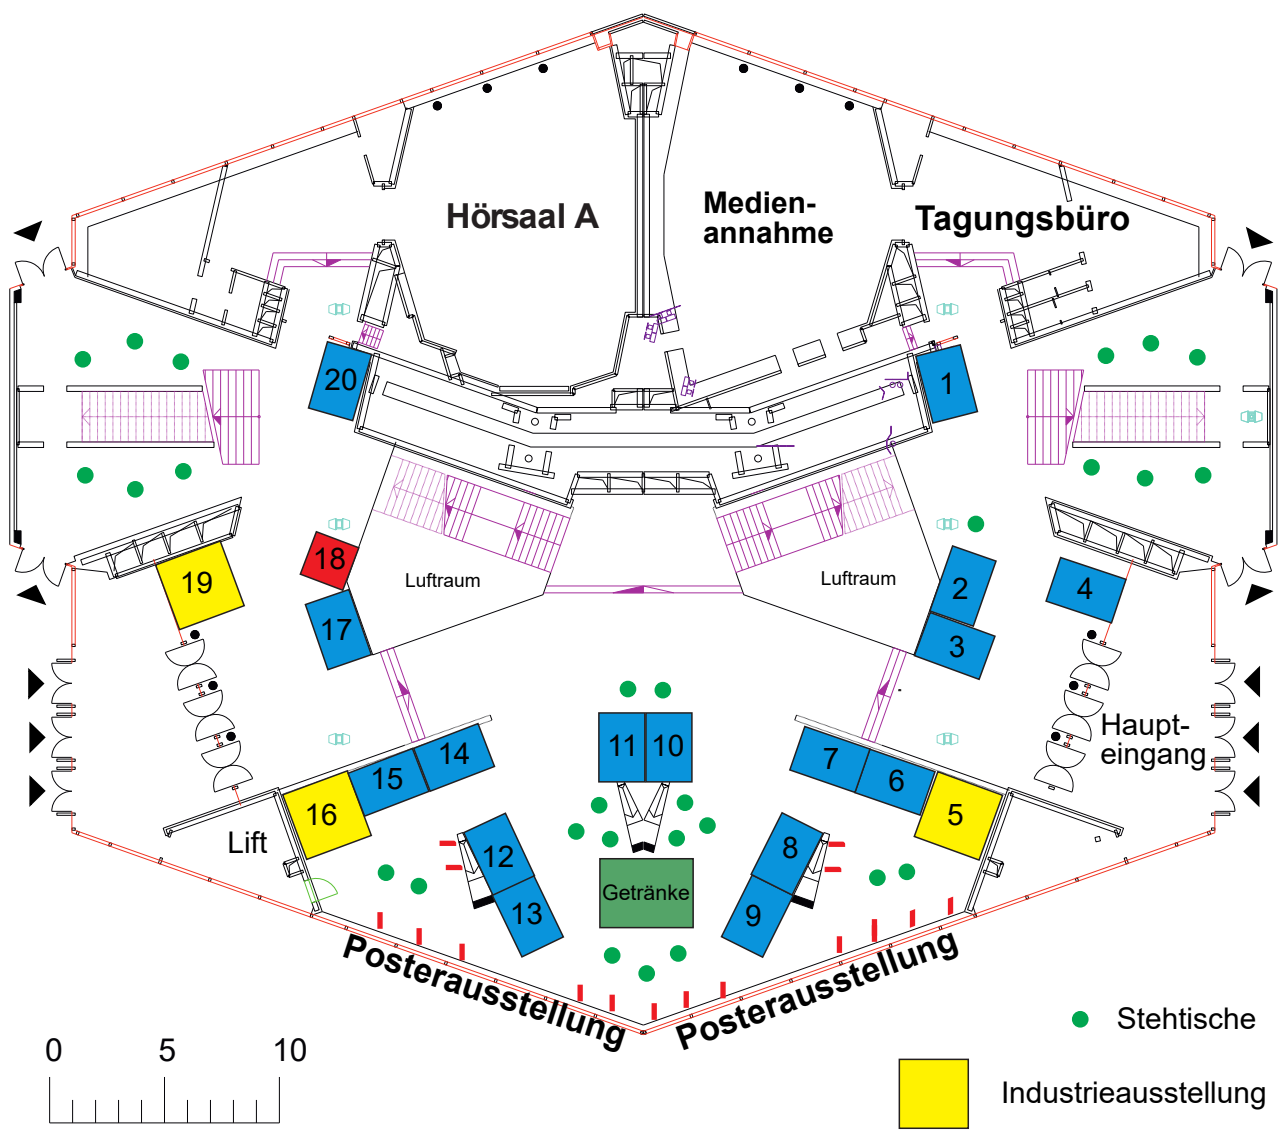 Hörsaal A
Medien-
annahme
Tagungsbüro
20
1
18
19
Luftraum
Luftraum
2
4
17
3
11
10
Haupt-
eingang
14
15
7
6
16
5
Lift
12
8
Getränke
13
9
Posterausstellung
Posterausstellung
Stehtische
0
5
10
Industrieausstellung